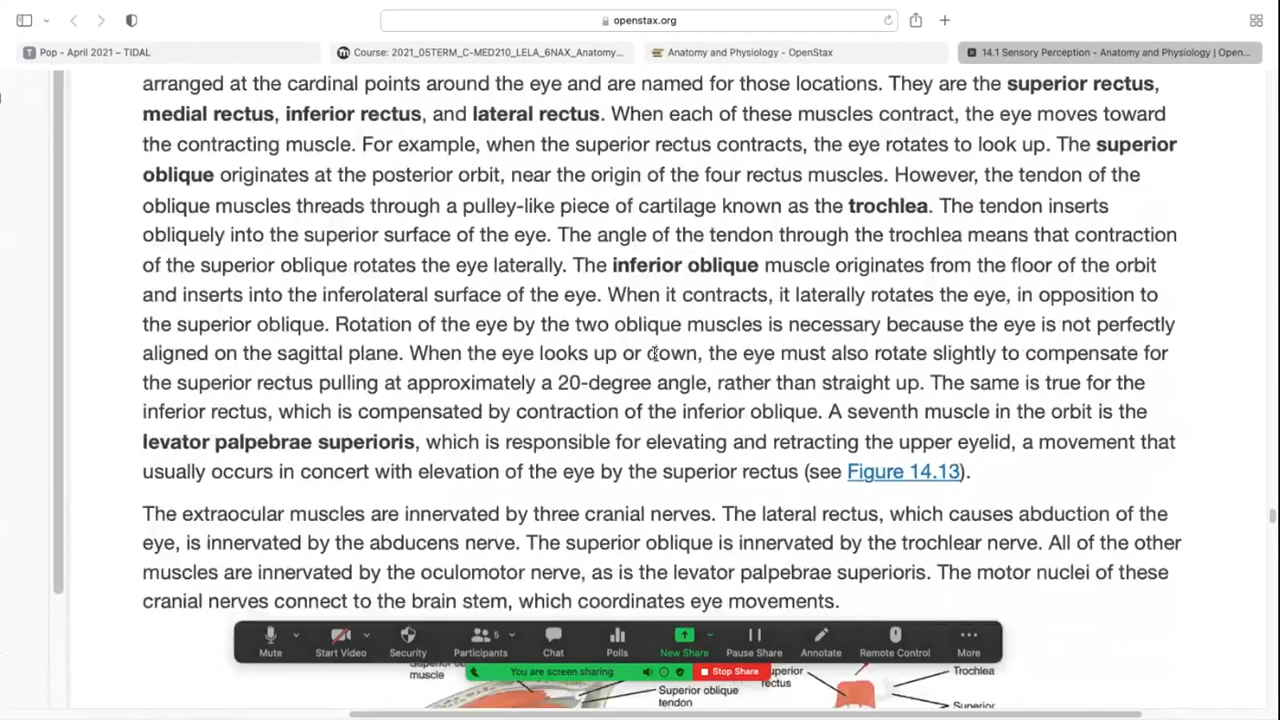 openstax.org
Pop - April 2021 – TIDAL
Course: 2021_05TERM_C-MED210_LELA_6NAX_Anatomy...
Anatomy and Physiology - OpenStax
14.1 Sensory Perception - Anatomy and Physiology | Open...
arranged at the cardinal points around the eye and are named for those locations. They are the superior rectus,
medial rectus, inferior rectus, and lateral rectus. When each of these muscles contract, the eye moves toward
the contracting muscle. For example, when the superior rectus contracts, the eye rotates to look up. The superior
oblique originates at the posterior orbit, near the origin of the four rectus muscles. However, the tendon of the
oblique muscles threads through a pulley-like piece of cartilage known as the trochlea. The tendon inserts
obliquely into the superior surface of the eye. The angle of the tendon through the trochlea means that contraction
of the superior oblique rotates the eye laterally. The inferior oblique muscle originates from the floor of the orbit
and inserts into the inferolateral surface of the eye. When it contracts, it laterally rotates the eye, in opposition to
the superior oblique. Rotation of the eye by the two oblique muscles is necessary because the eye is not perfectly
aligned on the sagittal plane. When the eye looks up or down, the eye must also rotate slightly to compensate for
the superior rectus pulling at approximately a 20-degree angle, rather than straight up. The same is true for the
inferior rectus, which is compensated by contraction of the inferior oblique. A seventh muscle in the orbit is the
levator palpebrae superioris, which is responsible for elevating and retracting the upper eyelid, a movement that
usually occurs in concert with elevation of the eye by the superior rectus (see Figure 14.13).
The extraocular muscles are innervated by three cranial nerves. The lateral rectus, which causes abduction of the
eye, is innervated by the abducens nerve. The superior oblique is innervated by the trochlear nerve. All of the other
muscles are innervated by the oculomotor nerve, as is the levator palpebrae superioris. The motor nuclei of these
cranial nerves connect to the brain stem, which coordinates eye movements.
6
Mute
Start Video
Security
Participants
Chat
Polls
New Share
Pause Share
Annotate
Remote Control
More
You are screen sharing
Stop Share
muscle
Superior oblique
tendon
rectus
Trochlea
Superior